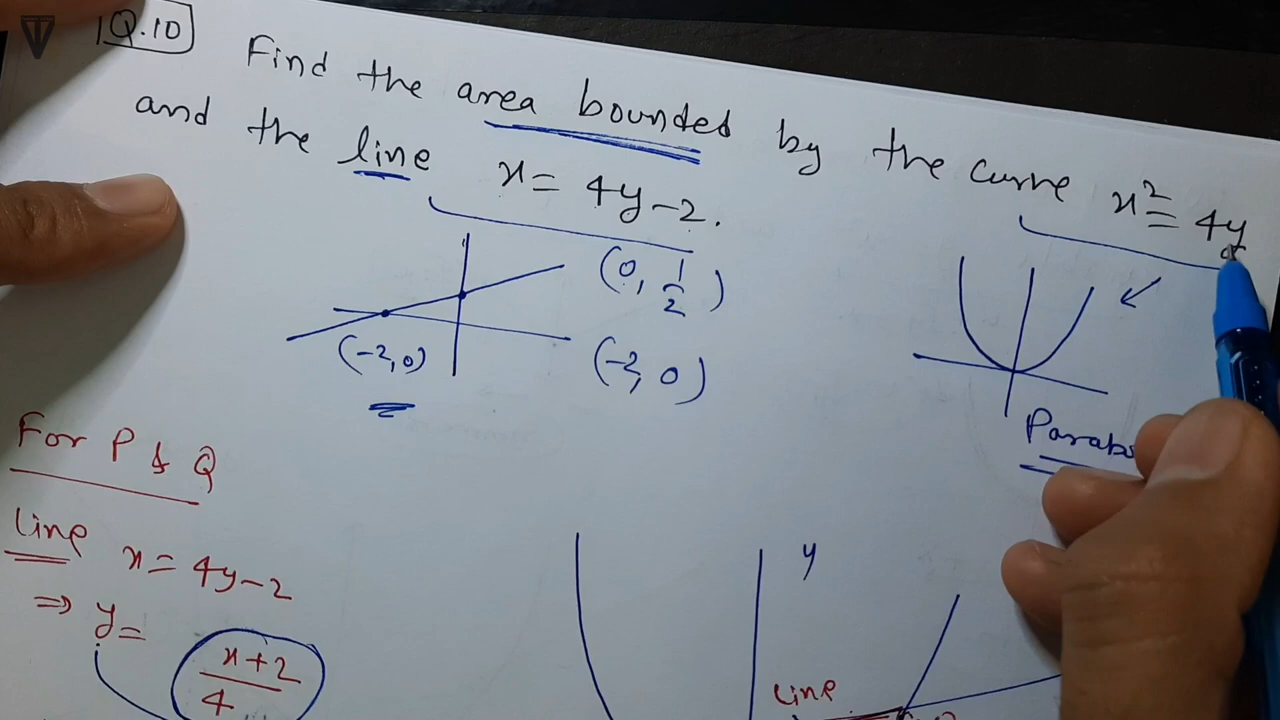 Q.10
Find the area bounded by the curve x² = 4y
and the line x = 4y - 2.
(0, 1/2)
(-2, 0)
(-2, 0)
Parab
For P & Q
Line x = 4y - 2
⇒ y = (x+2)/4
y
Line